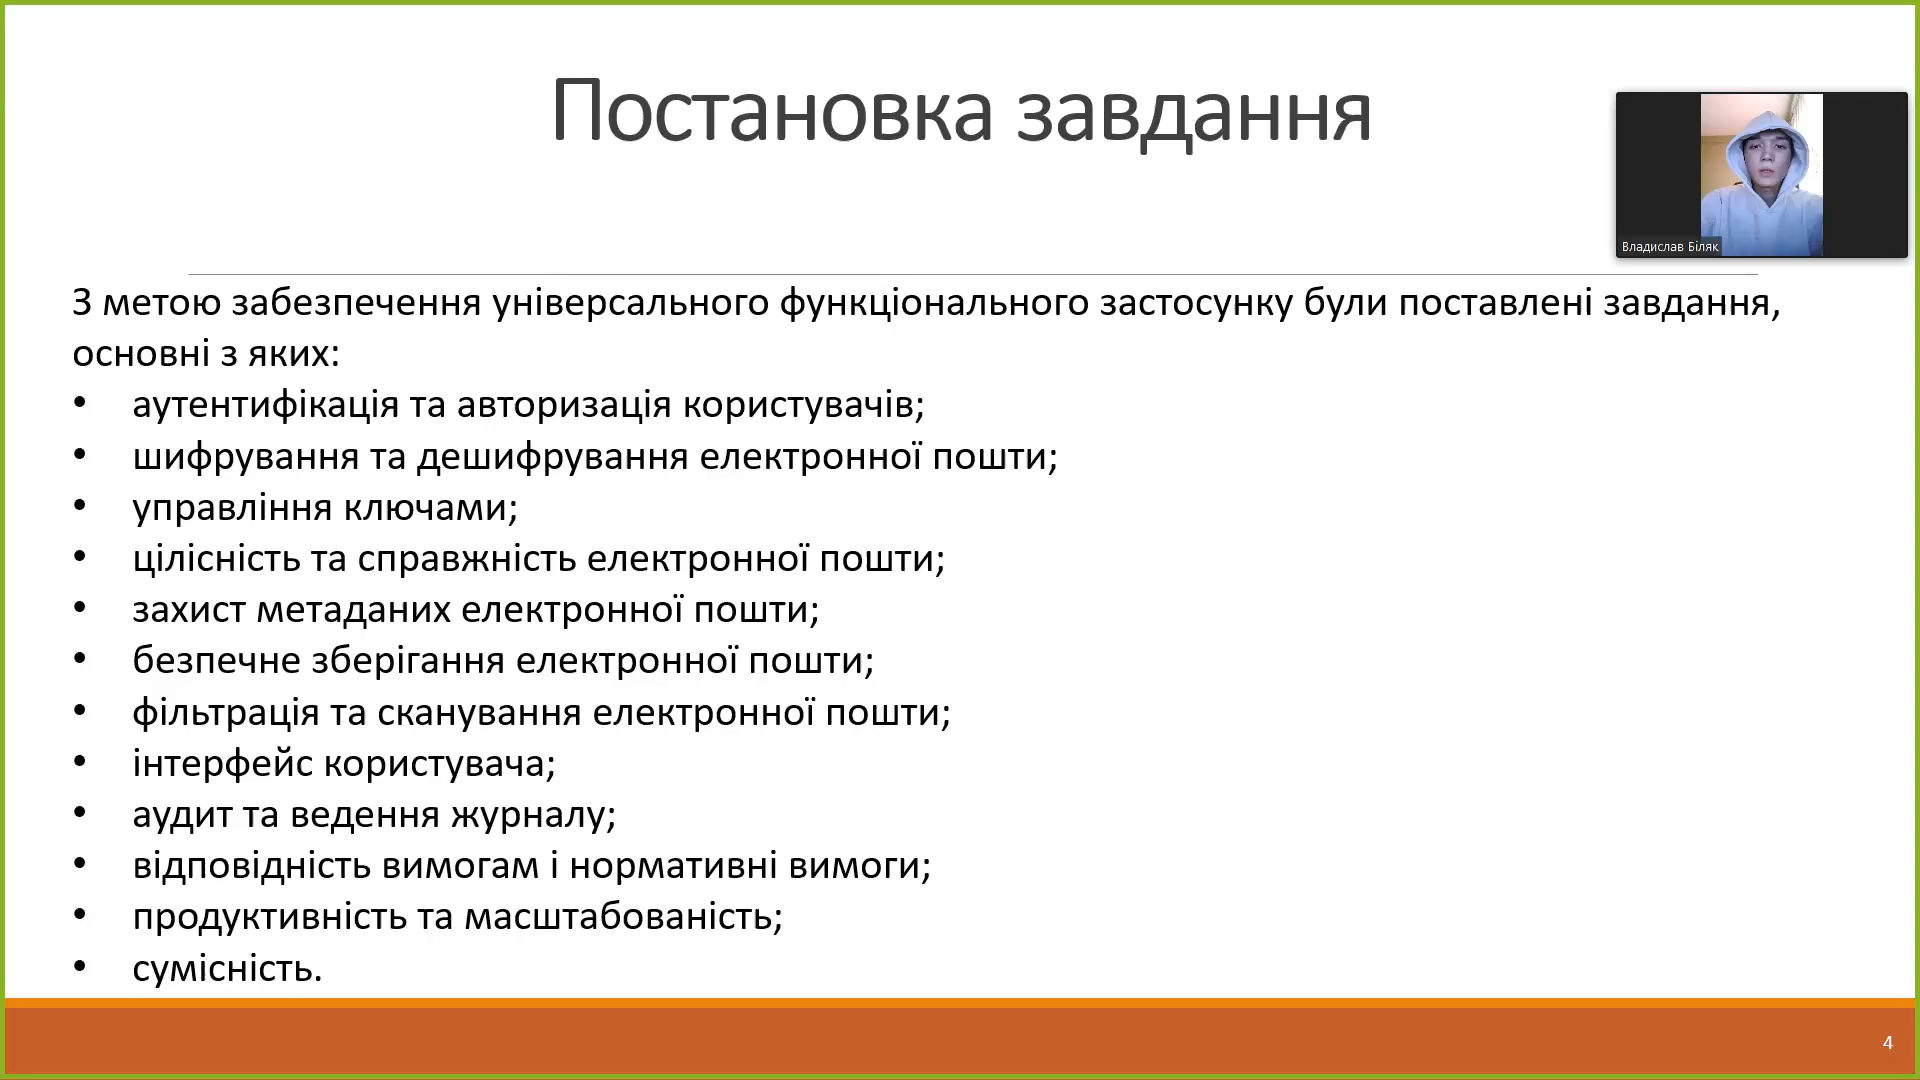 Постановка завдання
Владислав Біляк
З метою забезпечення універсального функціонального застосунку були поставлені завдання,
основні з яких:
• аутентифікація та авторизація користувачів;
• шифрування та дешифрування електронної пошти;
• управління ключами;
• цілісність та справжність електронної пошти;
• захист метаданих електронної пошти;
• безпечне зберігання електронної пошти;
• фільтрація та сканування електронної пошти;
• інтерфейс користувача;
• аудит та ведення журналу;
• відповідність вимогам і нормативні вимоги;
• продуктивність та масштабованість;
• сумісність.
4